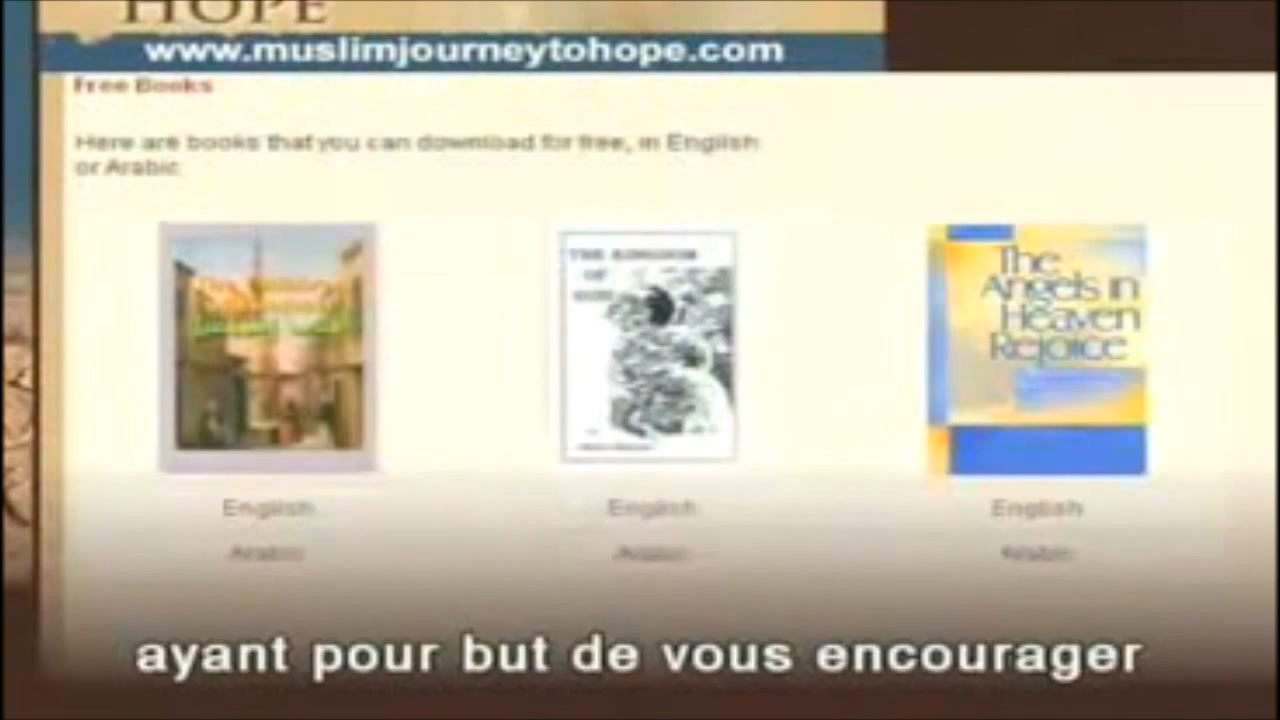 HOPE
www.muslimjourneytohope.com
Free Books
Here are books that you can download for free, in English
or Arabic
THE KINGDOM
OF
The
Angels in
Heaven
Rejoice
English
English
English
Arabic
Arabic
Arabic
ayant pour but de vous encourager